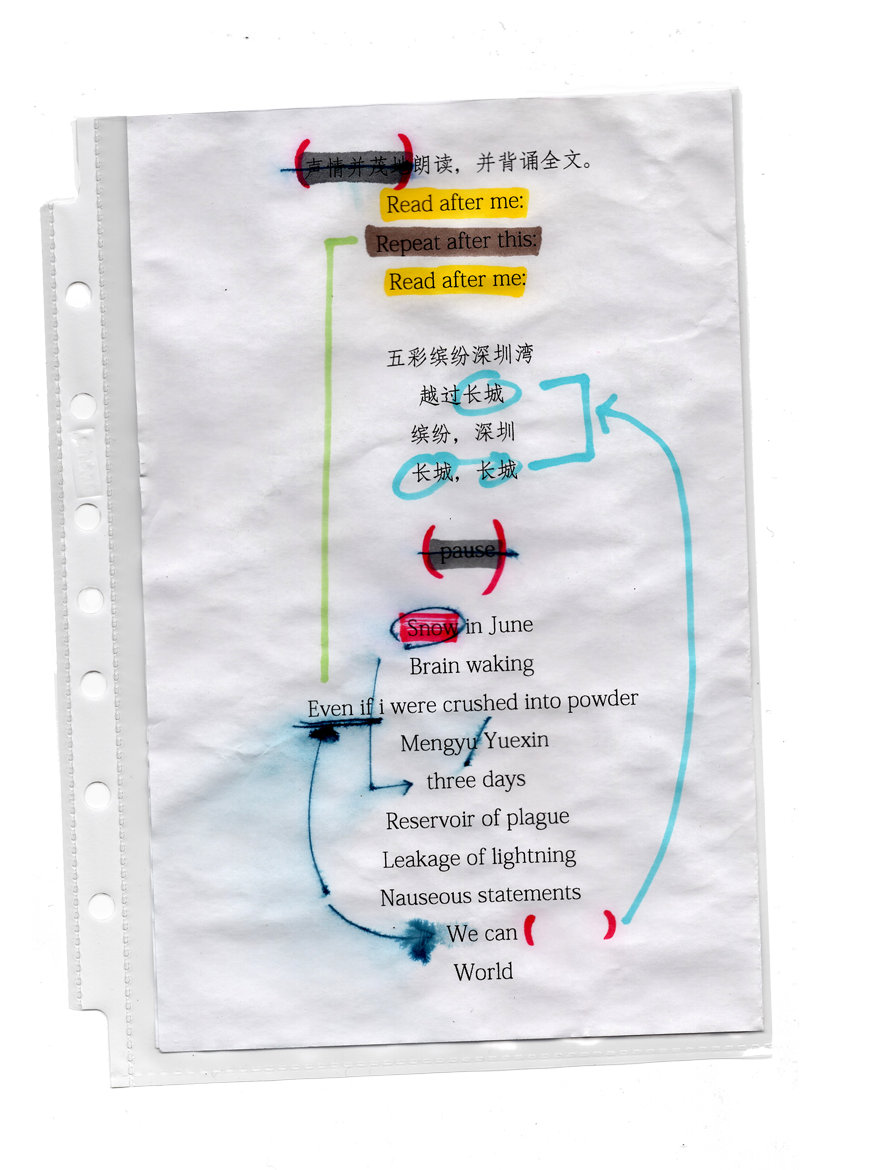 (声情并茂地)朗读，并背诵全文。
Read after me:
Repeat after this:
Read after me:
五彩缤纷深圳湾
越过长城
缤纷，深圳
长城，长城
(pause)
Snow in June
Brain waking
Even if i were crushed into powder
Mengyu Yuexin
three days
Reservoir of plague
Leakage of lightning
Nauseous statements
We can (        )
World